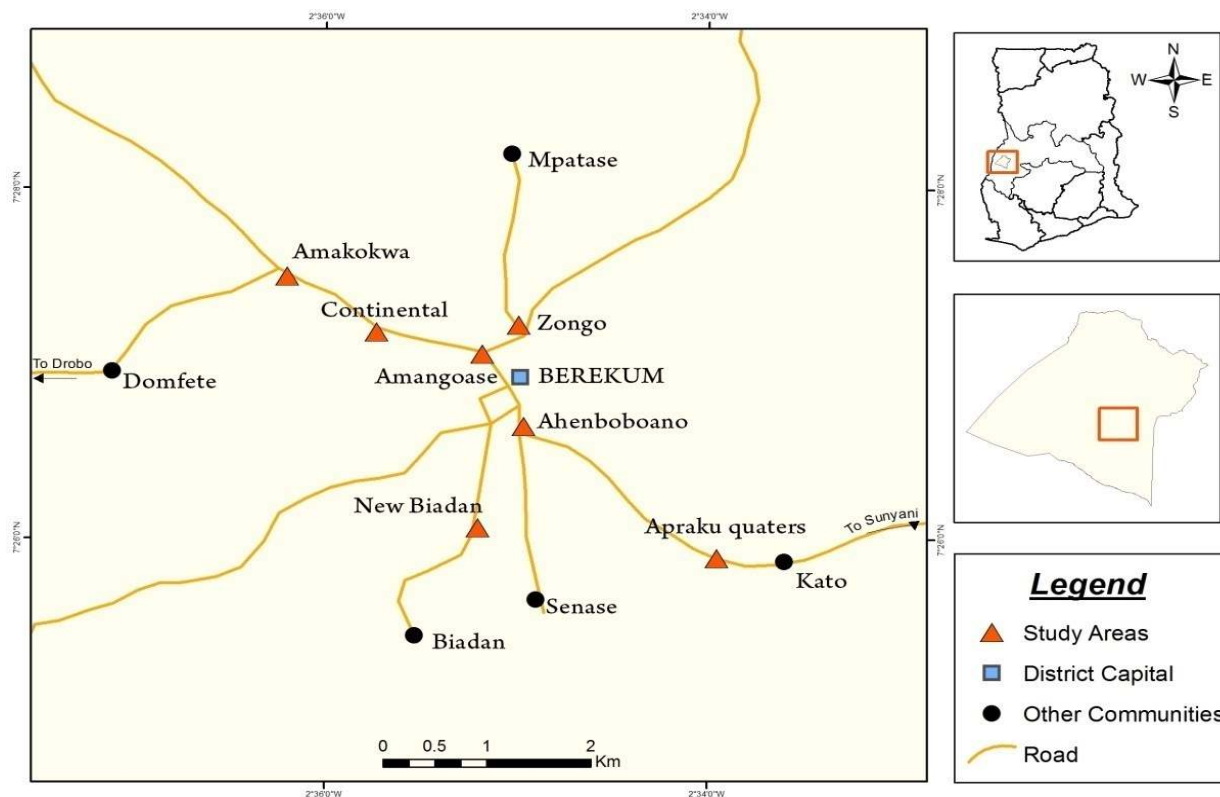 2°36'0"W
2°34'0"W
7°28'0"N
7°28'0"N
Mpatase
Amakokwa
Continental
Zongo
To Drobo
Domfete
Amangoase
BEREKUM
Ahenboboano
New Biadan
Apraku quaters
To Sunyani
7°26'0"N
7°26'0"N
Kato
Senase
Biadan
0 0.5 1 2
Km
2°36'0"W
2°34'0"W
N
W E
S
Legend
Study Areas
District Capital
Other Communities
Road